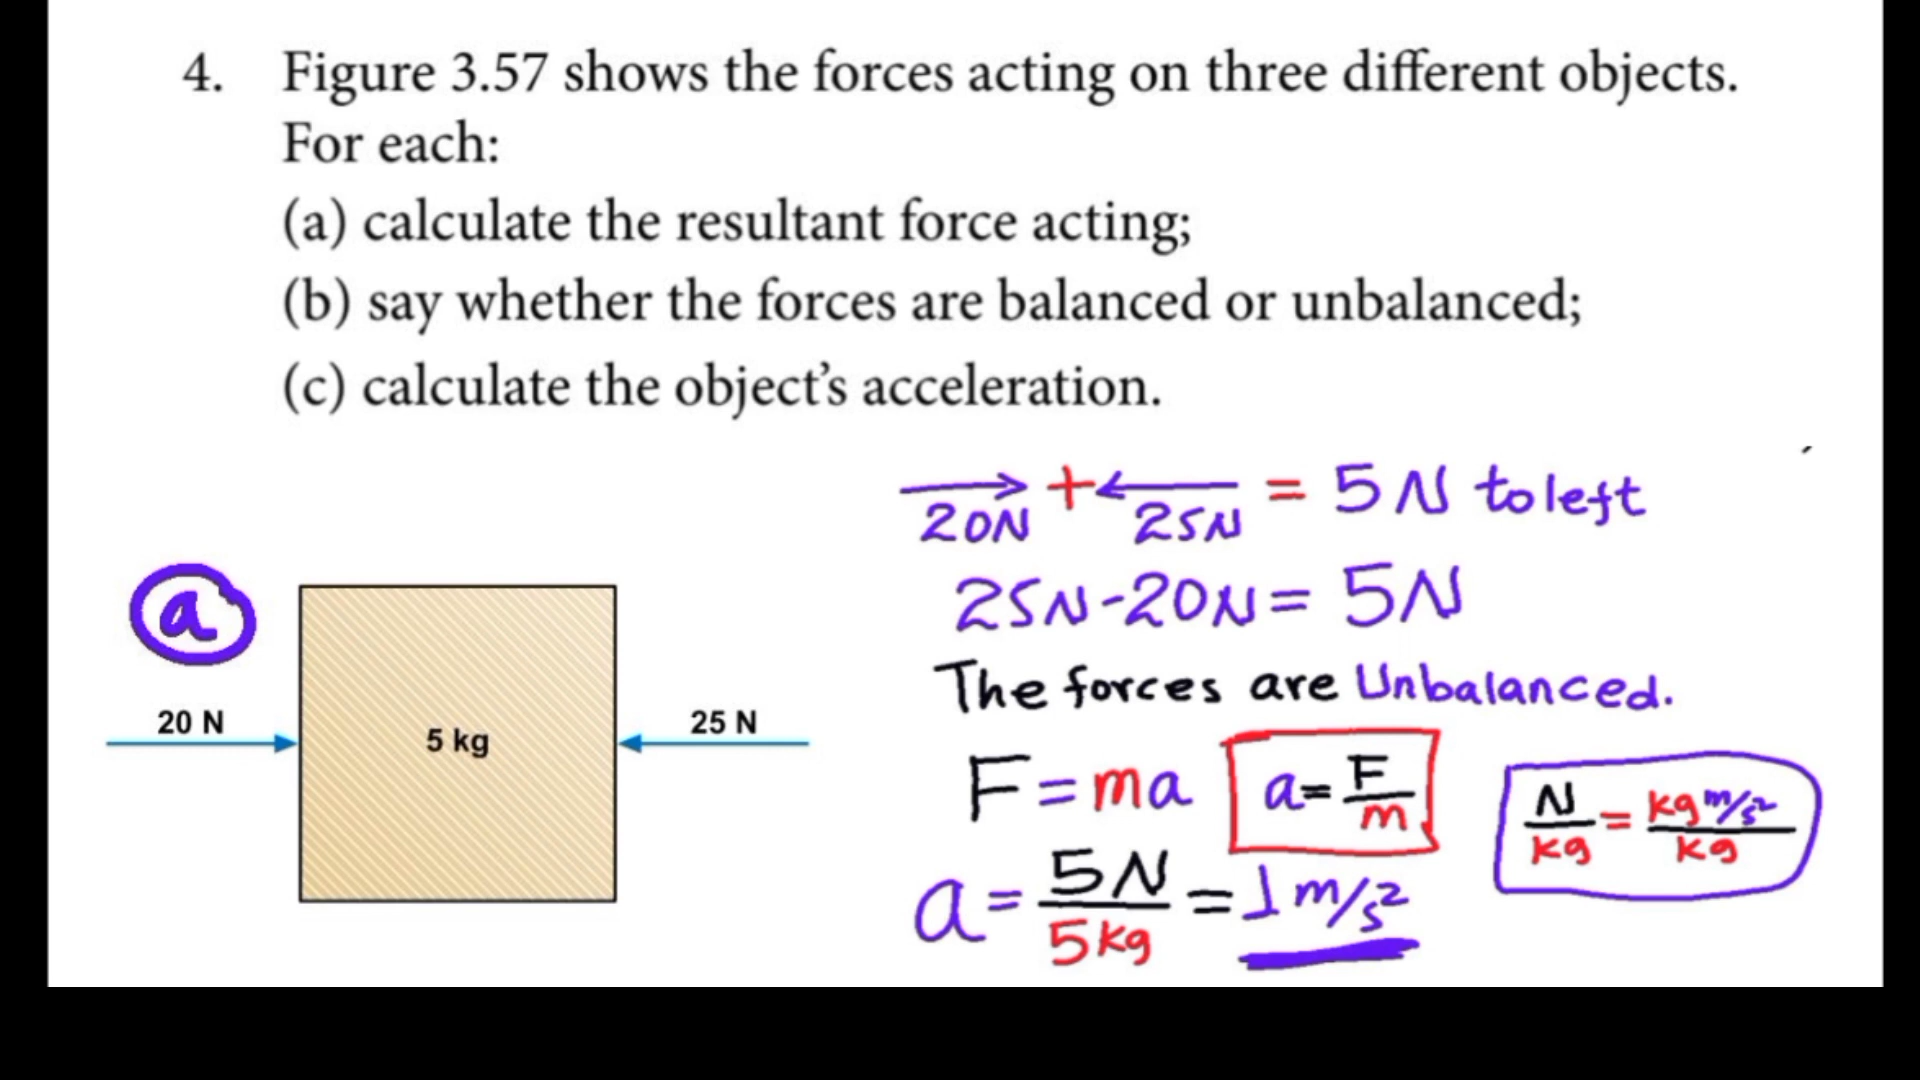 4. Figure 3.57 shows the forces acting on three different objects.
For each:
(a) calculate the resultant force acting;
(b) say whether the forces are balanced or unbalanced;
(c) calculate the object’s acceleration.
20N + 25N = 5N to left
25N-20N= 5N
The forces are Unbalanced.
a
20 N
5 kg
25 N
F=ma
a=F/m
N/kg = kg m/s²/kg
a= 5N/5kg = 1 m/s²